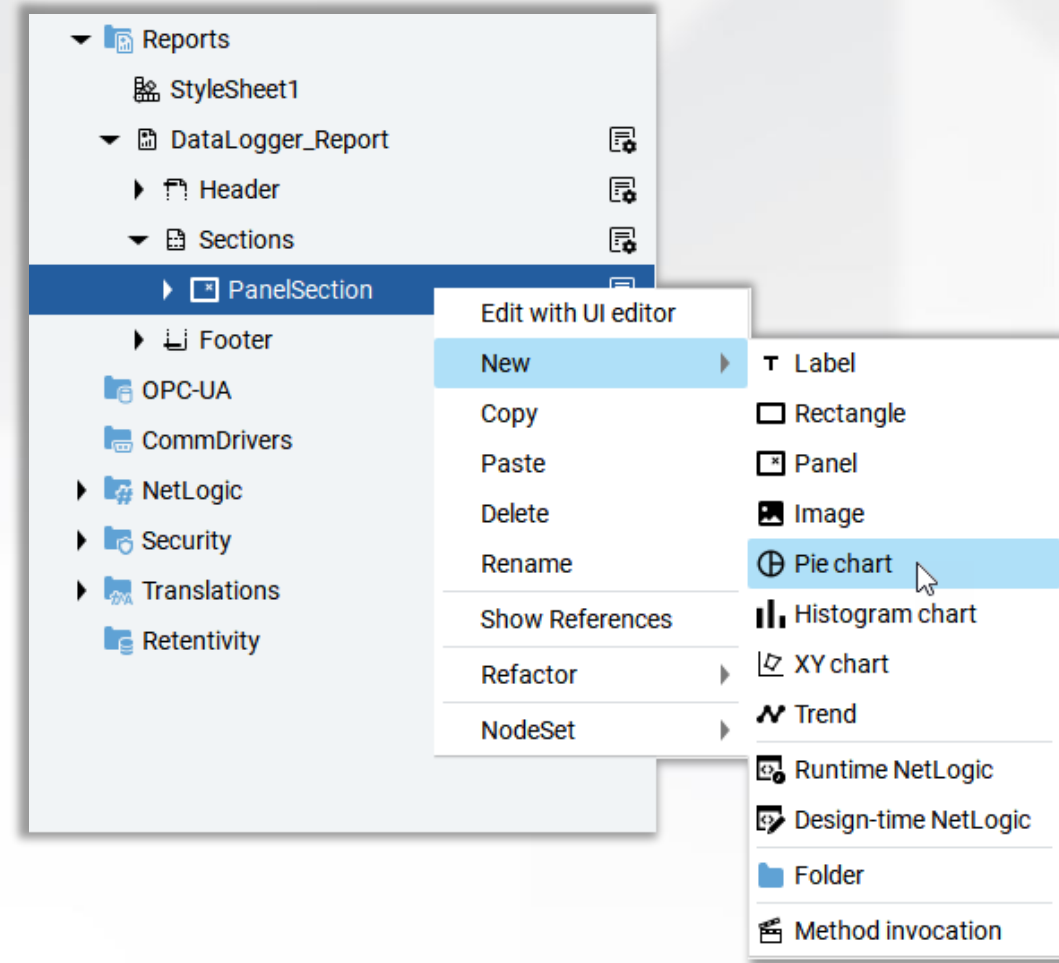 Reports
StyleSheet1
DataLogger_Report
Header
Sections
PanelSection
Footer
OPC-UA
CommDrivers
NetLogic
Security
Translations
Retentivity
Edit with UI editor
New
Copy
Paste
Delete
Rename
Show References
Refactor
NodeSet
Label
Rectangle
Panel
Image
Pie chart
Histogram chart
XY chart
Trend
Runtime NetLogic
Design-time NetLogic
Folder
Method invocation